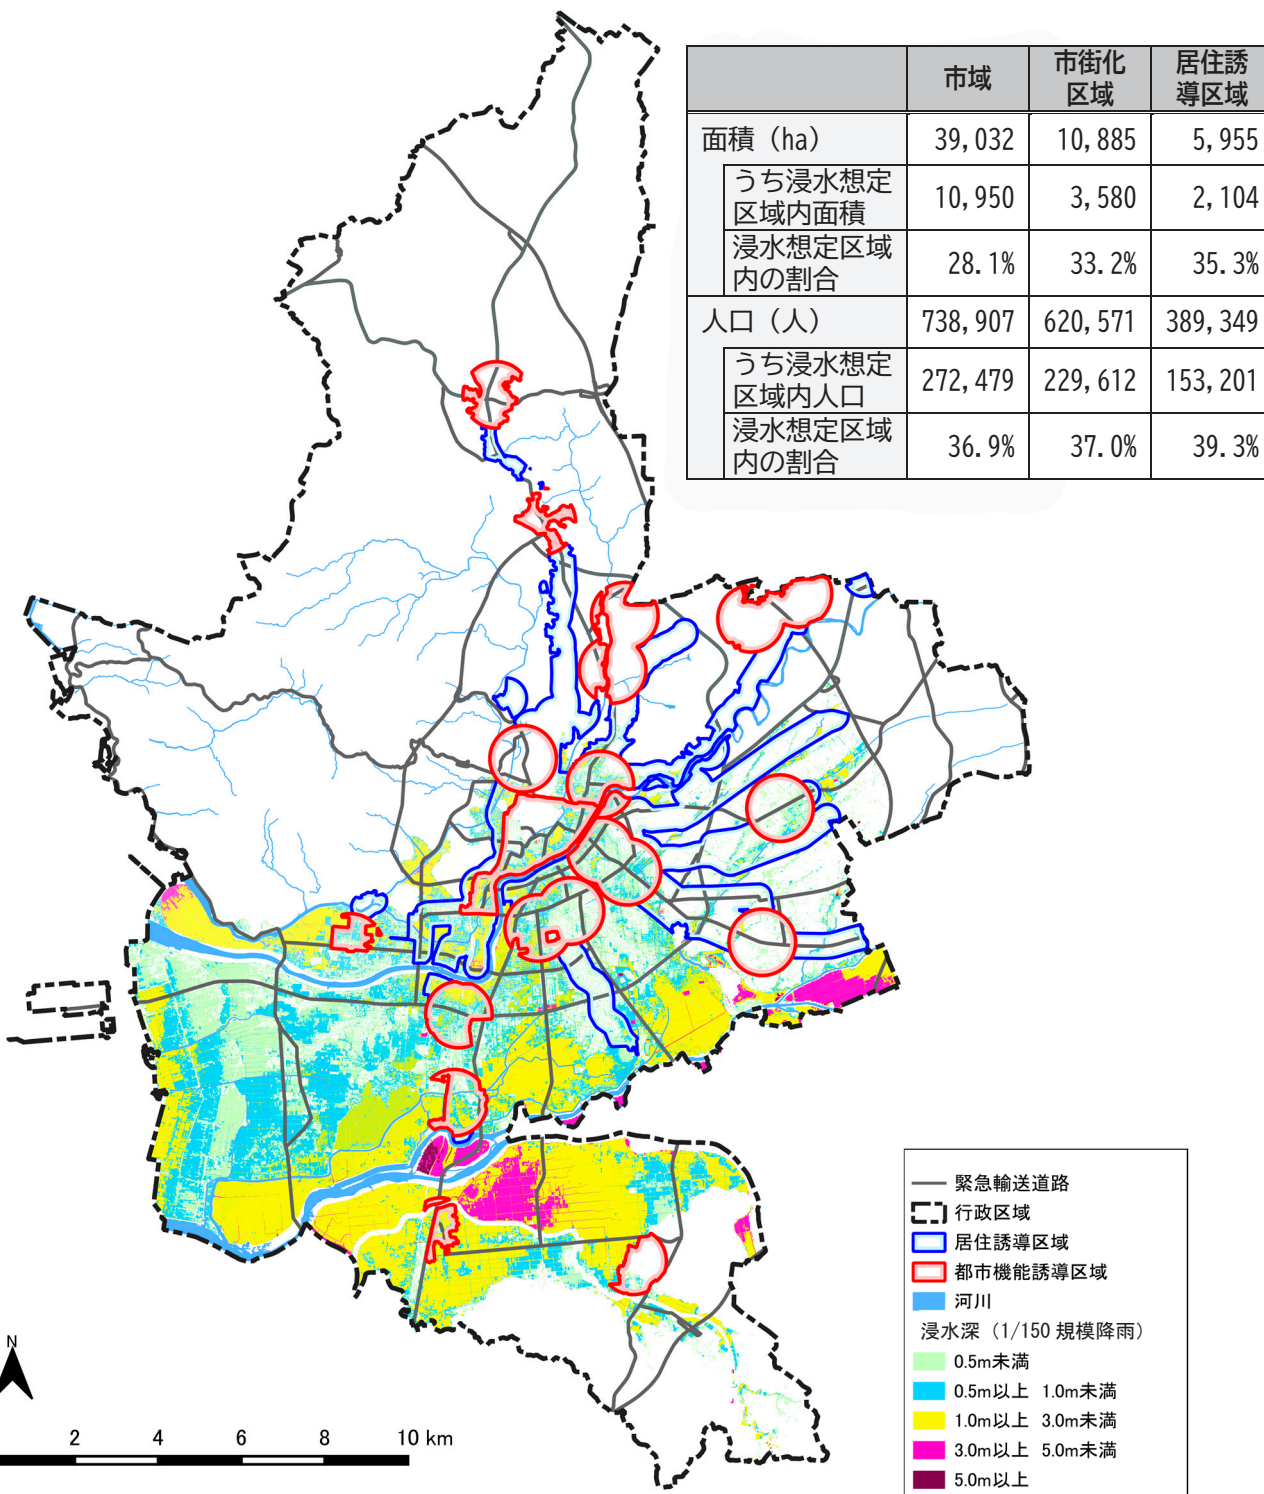 市域
市街化
区域
居住誘
導区域
面積（ha） 39,032 10,885 5,955
うち浸水想定
区域内面積
10,950 3,580 2,104
浸水想定区域
内の割合
28.1% 33.2% 35.3%
人口（人） 738,907 620,571 389,349
うち浸水想定
区域内人口
272,479 229,612 153,201
浸水想定区域
内の割合
36.9% 37.0% 39.3%
緊急輸送道路
行政区域
居住誘導区域
都市機能誘導区域
河川
浸水深（1/150 規模降雨）
0.5m未満
0.5m以上 1.0m未満
1.0m以上 3.0m未満
3.0m以上 5.0m未満
5.0m以上
N
2 4 6 8 10 km